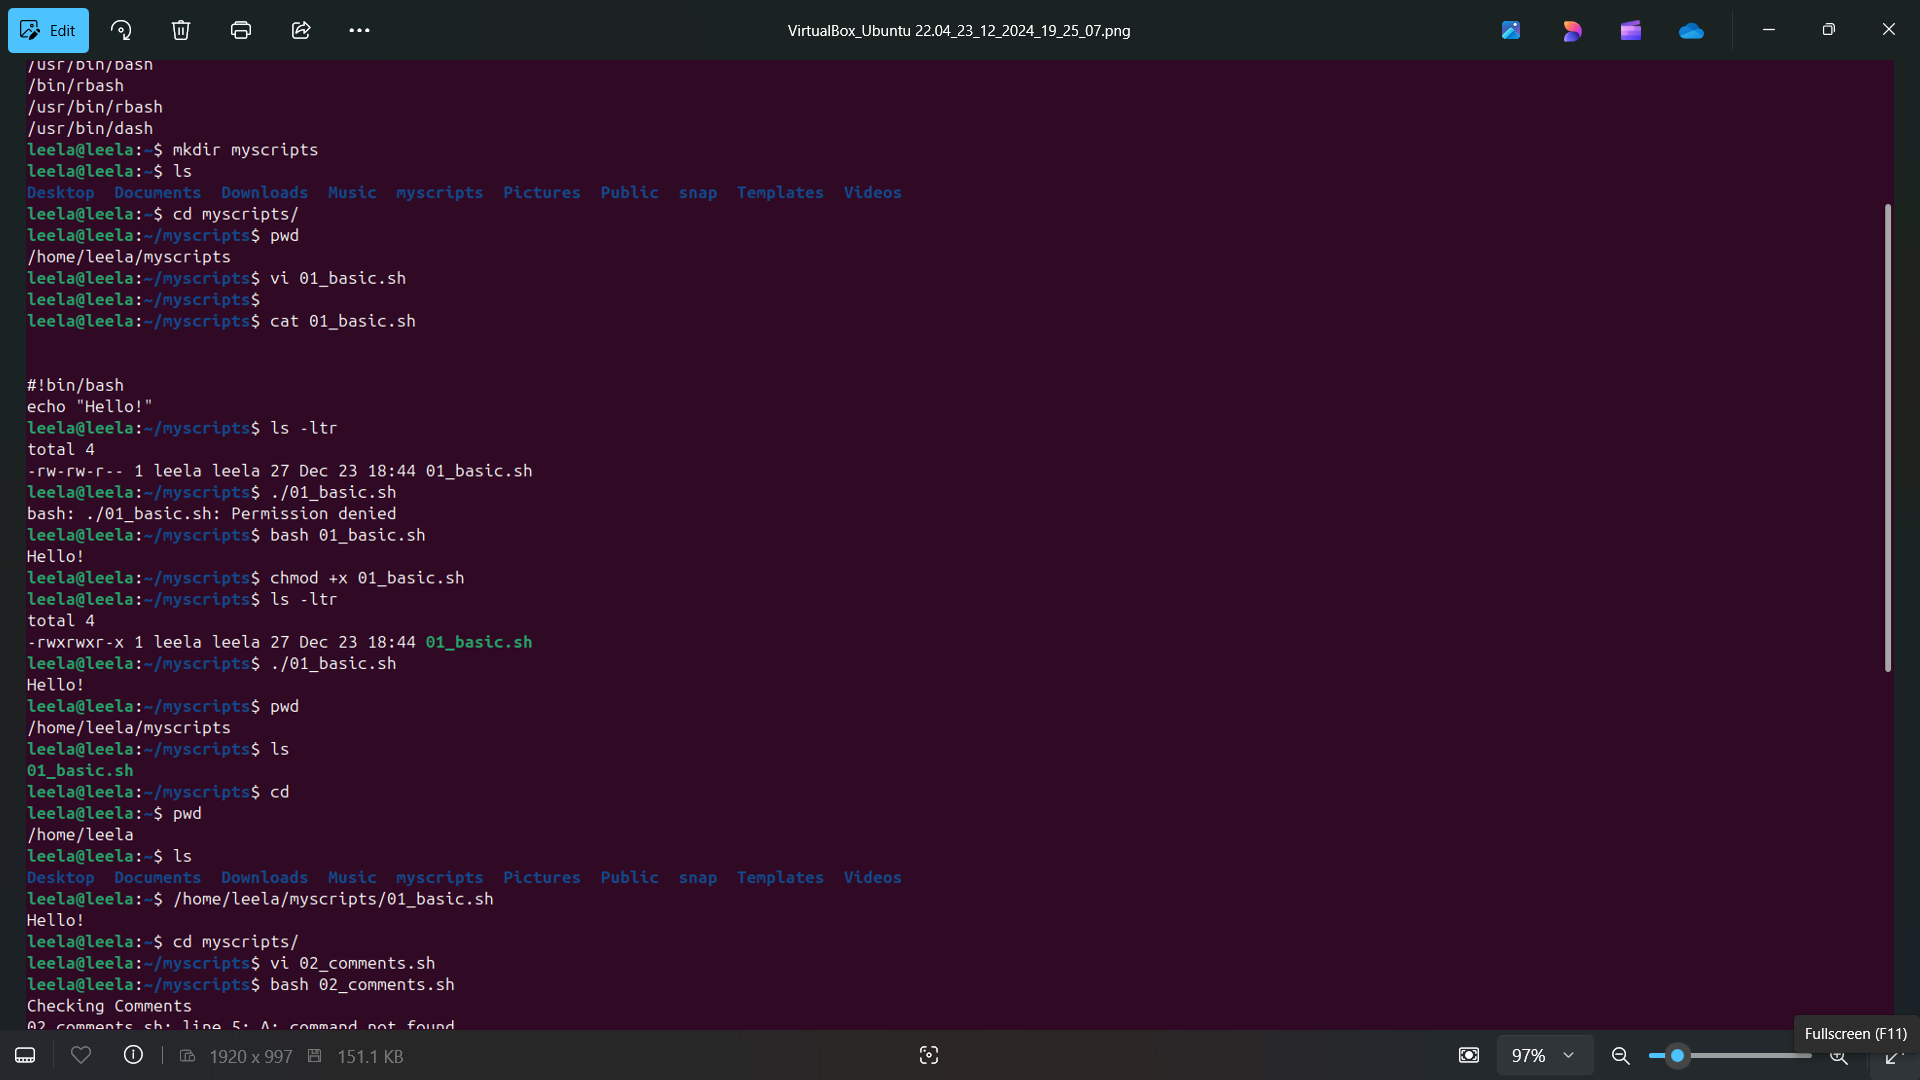 Edit
VirtualBox_Ubuntu 22.04_23_12_2024_19_25_07.png
/usr/bin/bash
/bin/rbash
/usr/bin/rbash
/usr/bin/dash
leela@leela:~$ mkdir myscripts
leela@leela:~$ ls
Desktop  Documents  Downloads  Music  myscripts  Pictures  Public  snap  Templates  Videos
leela@leela:~$ cd myscripts/
leela@leela:~/myscripts$ pwd
/home/leela/myscripts
leela@leela:~/myscripts$ vi 01_basic.sh
leela@leela:~/myscripts$
leela@leela:~/myscripts$ cat 01_basic.sh
#!bin/bash
echo "Hello!"
leela@leela:~/myscripts$ ls -ltr
total 4
-rw-rw-r-- 1 leela leela 27 Dec 23 18:44 01_basic.sh
leela@leela:~/myscripts$ ./01_basic.sh
bash: ./01_basic.sh: Permission denied
leela@leela:~/myscripts$ bash 01_basic.sh
Hello!
leela@leela:~/myscripts$ chmod +x 01_basic.sh
leela@leela:~/myscripts$ ls -ltr
total 4
-rwxrwxr-x 1 leela leela 27 Dec 23 18:44 01_basic.sh
leela@leela:~/myscripts$ ./01_basic.sh
Hello!
leela@leela:~/myscripts$ pwd
/home/leela/myscripts
leela@leela:~/myscripts$ ls
01_basic.sh
leela@leela:~/myscripts$ cd
leela@leela:~$ pwd
/home/leela
leela@leela:~$ ls
Desktop  Documents  Downloads  Music  myscripts  Pictures  Public  snap  Templates  Videos
leela@leela:~$ /home/leela/myscripts/01_basic.sh
Hello!
leela@leela:~$ cd myscripts/
leela@leela:~/myscripts$ vi 02_comments.sh
leela@leela:~/myscripts$ bash 02_comments.sh
Checking Comments
02_comments.sh: line 5: A: command not found
Fullscreen (F11)
1920 x 997
151.1 KB
97%